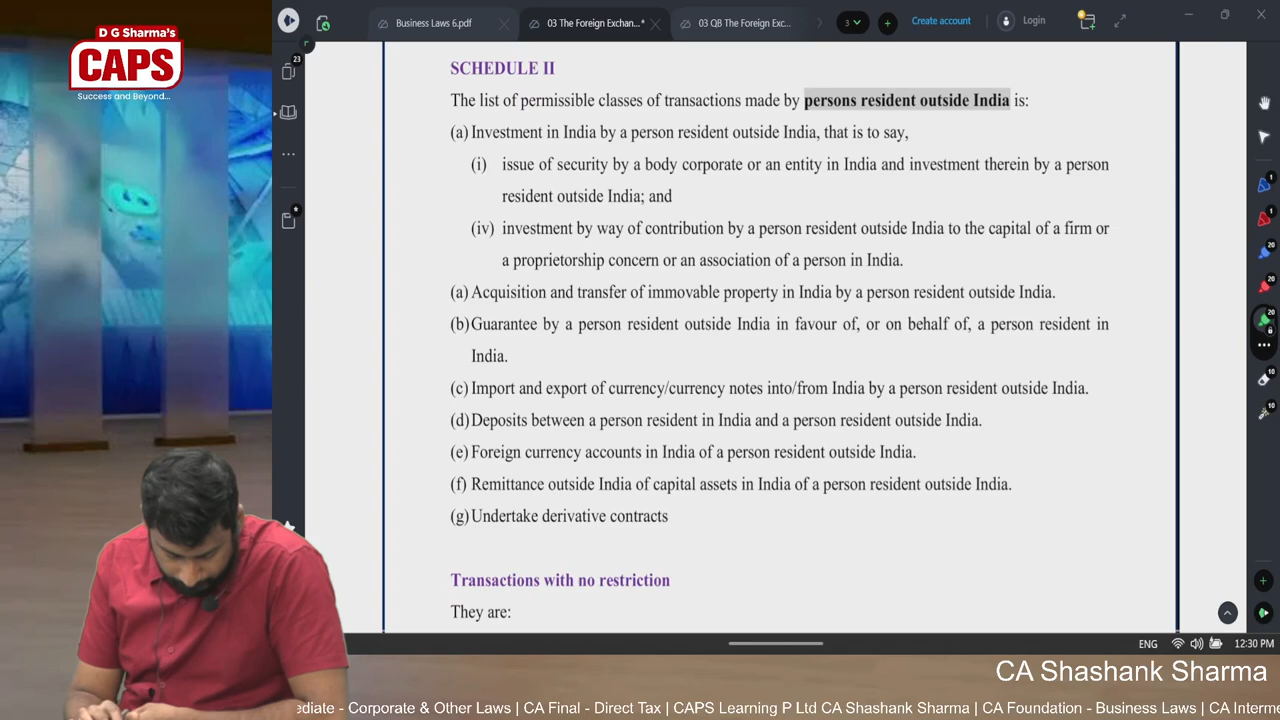 D G Sharma's
CAPS
Success and Beyond...
Business Laws 6.pdf
03 The Foreign Exchan...*
03 QB The Foreign Exc...
3
Create account
Login
23
SCHEDULE II
The list of permissible classes of transactions made by persons resident outside India is:
(a) Investment in India by a person resident outside India, that is to say,
(i) issue of security by a body corporate or an entity in India and investment therein by a person
resident outside India; and
(iv) investment by way of contribution by a person resident outside India to the capital of a firm or
a proprietorship concern or an association of a person in India.
(a) Acquisition and transfer of immovable property in India by a person resident outside India.
(b) Guarantee by a person resident outside India in favour of, or on behalf of, a person resident in
India.
(c) Import and export of currency/currency notes into/from India by a person resident outside India.
(d) Deposits between a person resident in India and a person resident outside India.
(e) Foreign currency accounts in India of a person resident outside India.
(f) Remittance outside India of capital assets in India of a person resident outside India.
(g) Undertake derivative contracts
Transactions with no restriction
They are:
1
1
20
20
20
10
10
ENG
12:30 PM
CA Shashank Sharma
ediate - Corporate & Other Laws | CA Final - Direct Tax | CAPS Learning P Ltd CA Shashank Sharma | CA Foundation - Business Laws | CA Interme